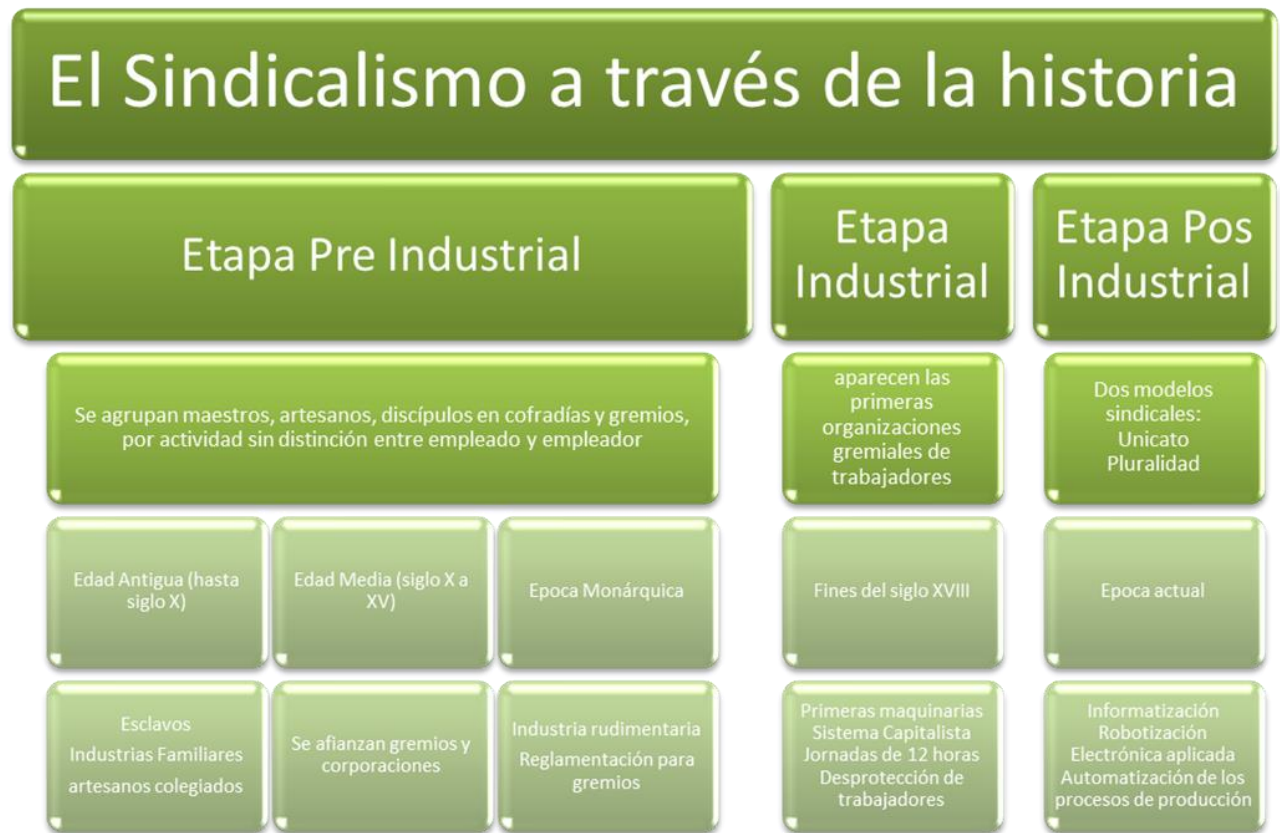 El Sindicalismo a través de la historia
Etapa Pre Industrial
Etapa
Industrial
Etapa Pos
Industrial
Se agrupan maestros, artesanos, discípulos en cofradías y gremios,
por actividad sin distinción entre empleado y empleador
aparecen las
primeras
organizaciones
gremiales de
trabajadores
Dos modelos
sindicales:
Unicato
Pluralidad
Edad Antigua (hasta
siglo X)
Edad Media (siglo X a
XV)
Epoca Monárquica
Fines del siglo XVIII
Epoca actual
Esclavos
Industrias Familiares
artesanos colegiados
Se afianzan gremios y
corporaciones
Industria rudimentaria
Reglamentación para
gremios
Primeras maquinarias
Sistema Capitalista
Jornadas de 12 horas
Desprotección de
trabajadores
Informatización
Robotización
Electrónica aplicada
Automatización de los
procesos de producción